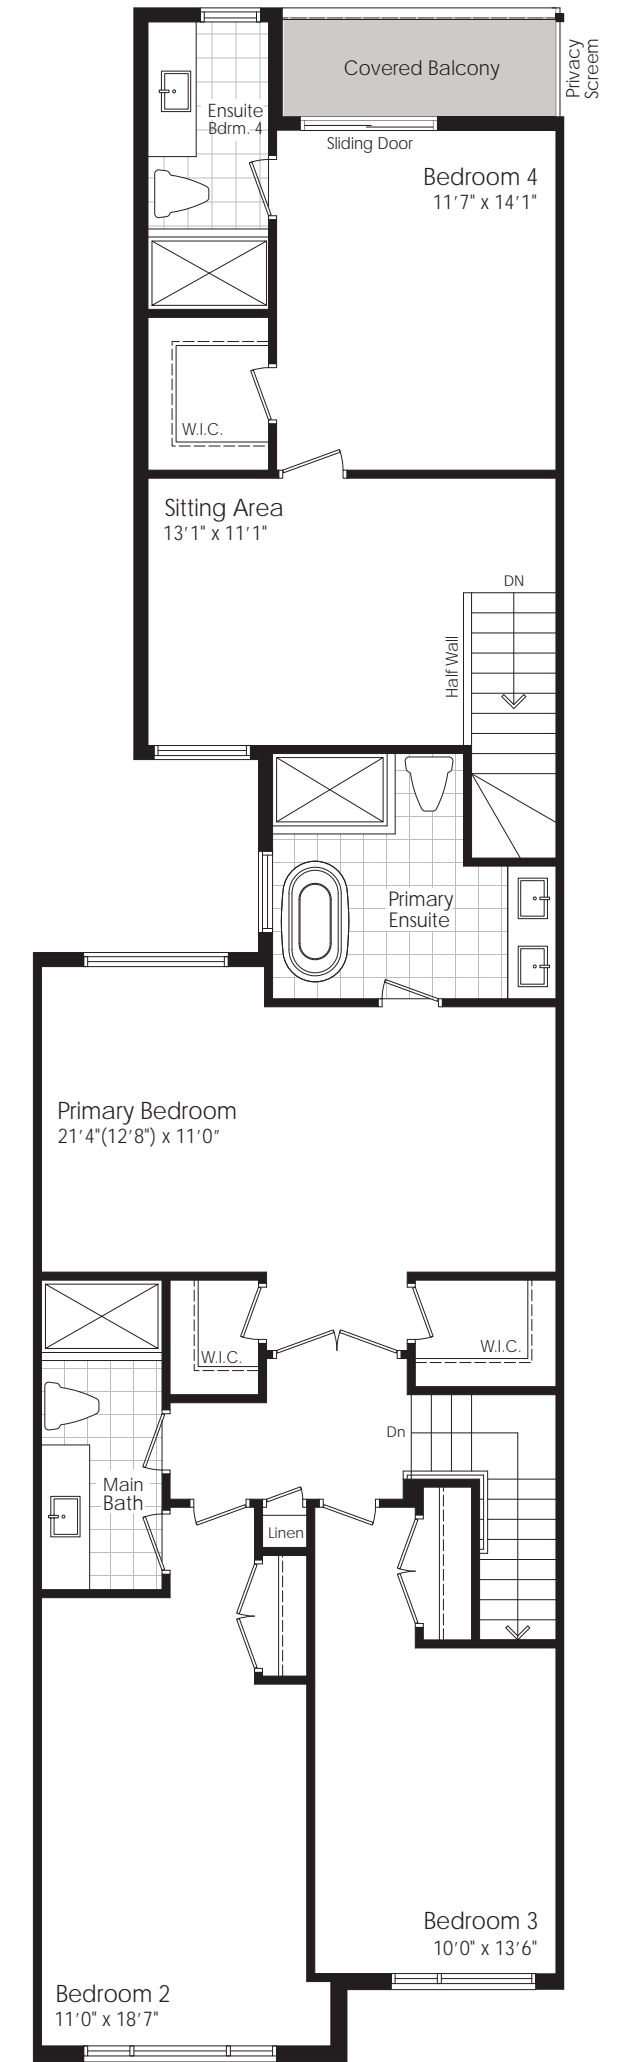 Covered Balcony
Privacy
Screem
Ensuite
Bdrm. 4
Sliding Door
Bedroom 4
11'7" x 14'1"
W.I.C.
Sitting Area
13'1" x 11'1"
DN
Half Wall
Primary
Ensuite
Primary Bedroom
21'4"(12'8") x 11'0"
W.I.C.
W.I.C.
Dn
Main
Bath
Linen
Bedroom 3
10'0" x 13'6"
Bedroom 2
11'0" x 18'7"